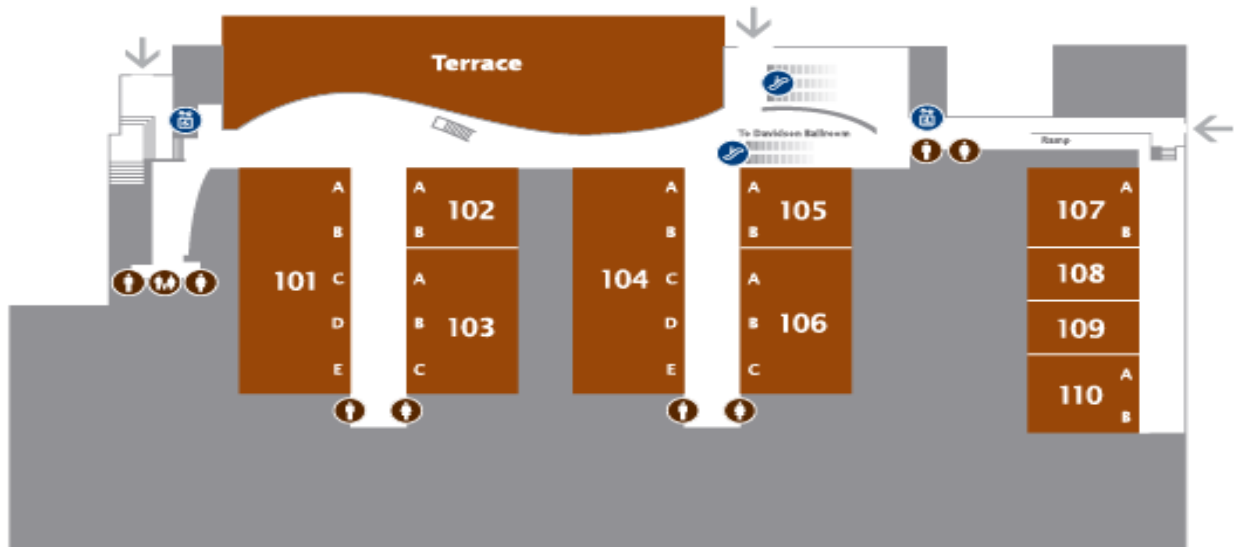 Terrace
To Davidson Ballroom
Ramp
A
B
101 C
D
E
A
102
B
A
B 103
C
A
B
104 C
D
E
A
105
B
A
B 106
C
A
107
B
108
109
A
110
B